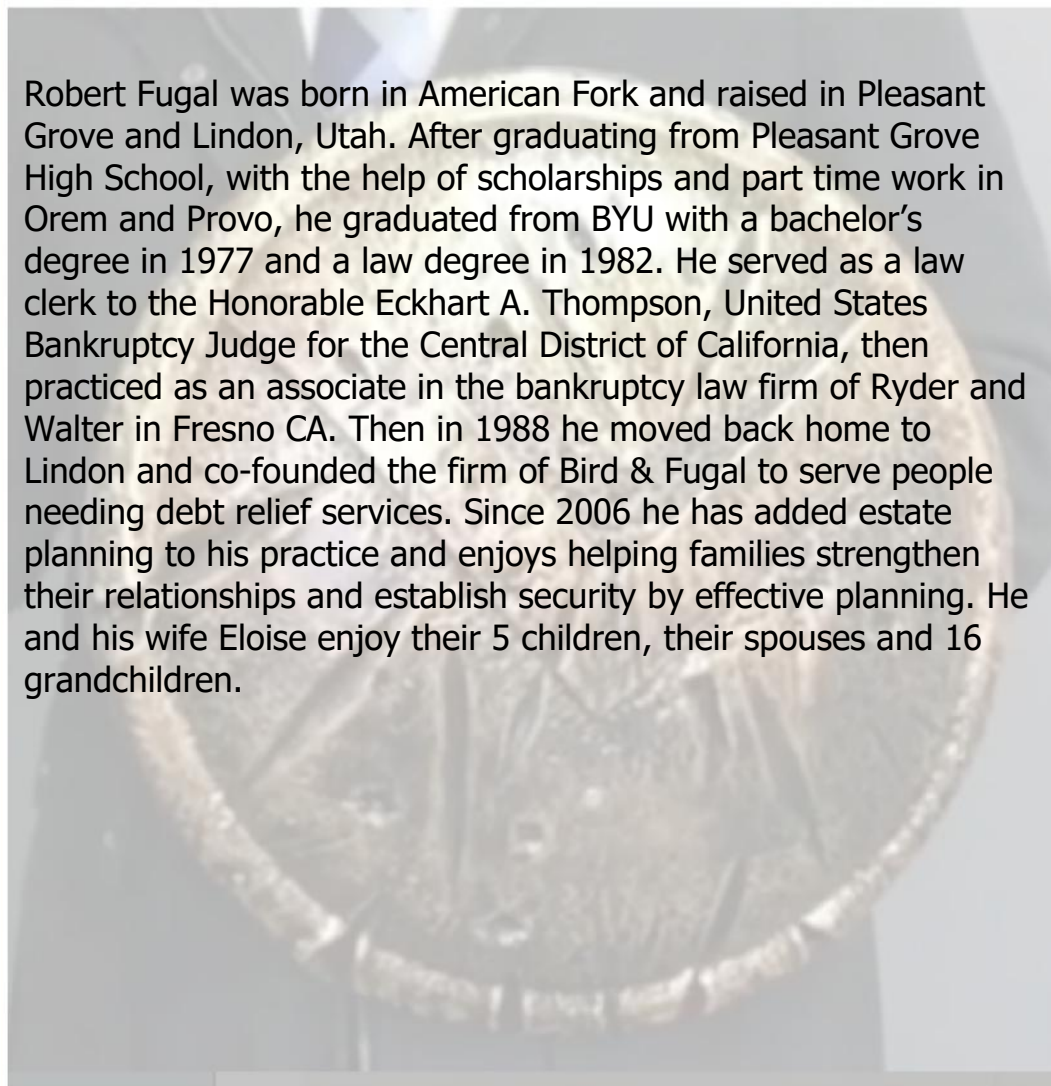 Robert Fugal was born in American Fork and raised in Pleasant
Grove and Lindon, Utah. After graduating from Pleasant Grove
High School, with the help of scholarships and part time work in
Orem and Provo, he graduated from BYU with a bachelor’s
degree in 1977 and a law degree in 1982. He served as a law
clerk to the Honorable Eckhart A. Thompson, United States
Bankruptcy Judge for the Central District of California, then
practiced as an associate in the bankruptcy law firm of Ryder and
Walter in Fresno CA. Then in 1988 he moved back home to
Lindon and co-founded the firm of Bird & Fugal to serve people
needing debt relief services. Since 2006 he has added estate
planning to his practice and enjoys helping families strengthen
their relationships and establish security by effective planning. He
and his wife Eloise enjoy their 5 children, their spouses and 16
grandchildren.